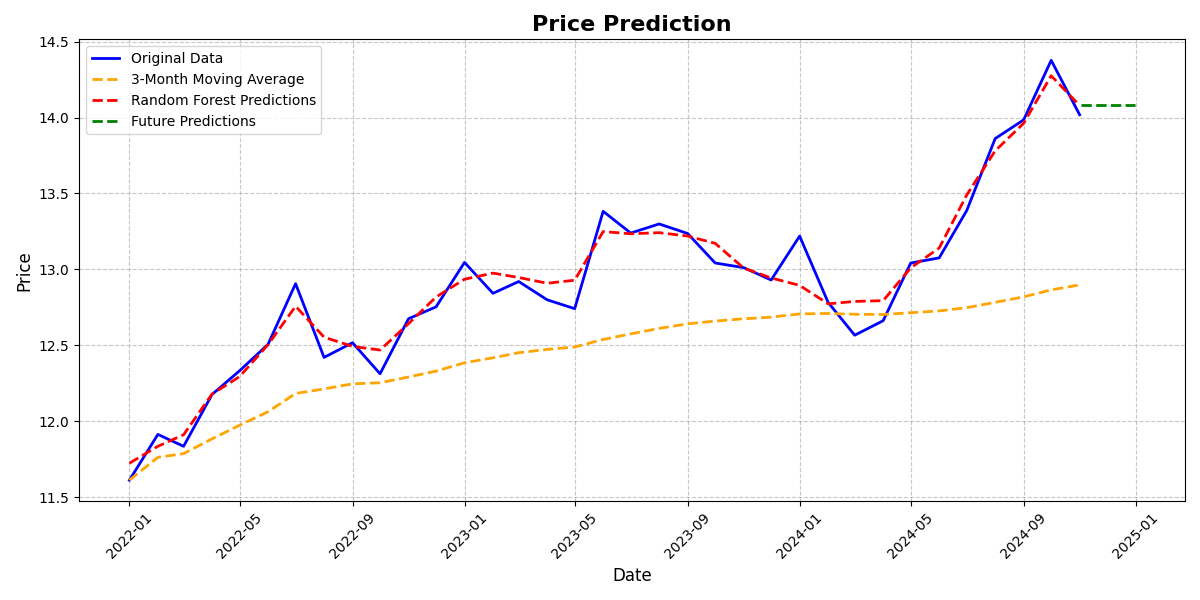 Price Prediction
Original Data
3-Month Moving Average
Random Forest Predictions
Future Predictions
Price
14.5
14.0
13.5
13.0
12.5
12.0
11.5
2022-01
2022-05
2022-09
2023-01
2023-05
2023-09
2024-01
2024-05
2024-09
2025-01
Date